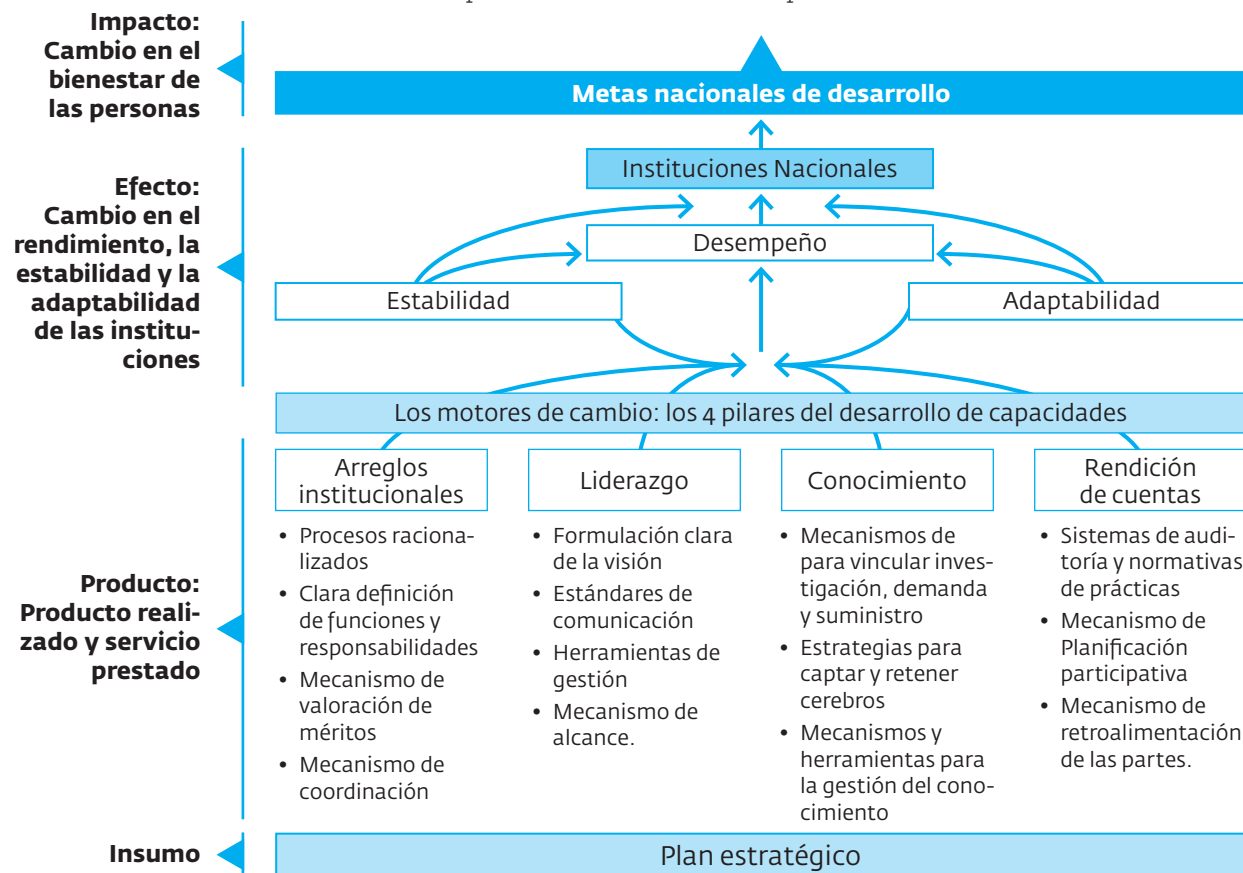 Impacto:
Cambio en el
bienestar de
las personas
Metas nacionales de desarrollo
Efecto:
Cambio en el
rendimiento, la
estabilidad y la
adaptabilidad
de las institu-
ciones
Instituciones Nacionales
Desempeño
Estabilidad
Adaptabilidad
Los motores de cambio: los 4 pilares del desarrollo de capacidades
Producto:
Producto reali-
zado y servicio
prestado
Arreglos
institucionales
• Procesos raciona-
lizados
• Clara definición
de funciones y
responsabilidades
• Mecanismo de
valoración de
méritos
• Mecanismo de
coordinación
Liderazgo
• Formulación clara
de la visión
• Estándares de
comunicación
• Herramientas de
gestión
• Mecanismo de
alcance.
Conocimiento
• Mecanismos de
para vincular inves-
tigación, demanda
y suministro
• Estrategias para
captar y retener
cerebros
• Mecanismos y
herramientas para
la gestión del cono-
cimiento
Rendición
de cuentas
• Sistemas de audi-
toría y normativas
de prácticas
• Mecanismo de
Planificación
participativa
• Mecanismo de
retroalimentación
de las partes.
Insumo
Plan estratégico